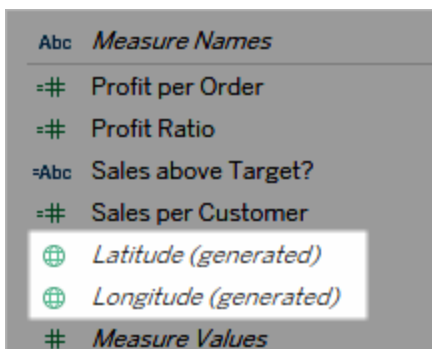 Abc Measure Names
=# Profit per Order
=# Profit Ratio
=Abc Sales above Target?
=# Sales per Customer
Latitude (generated)
Longitude (generated)
# Measure Values